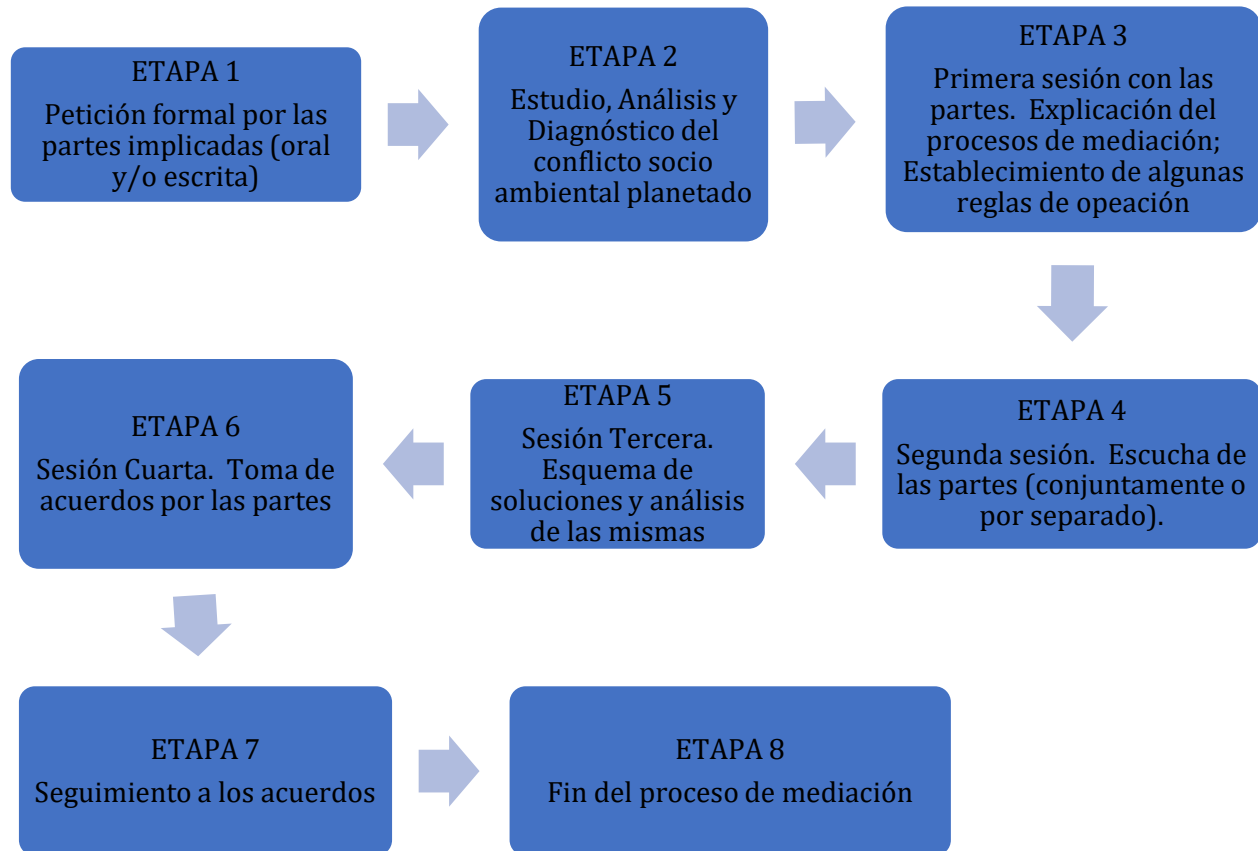 ETAPA 1
Petición formal por las
partes implicadas (oral
y/o escrita)
ETAPA 2
Estudio, Análisis y
Diagnóstico del
conflicto socio
ambiental planetado
ETAPA 3
Primera sesión con las
partes.  Explicación del
procesos de mediación;
Establecimiento de algunas
reglas de opeación
ETAPA 4
Segunda sesión.  Escucha de
las partes (conjuntamente o
por separado).
ETAPA 5
Sesión Tercera.
Esquema de
soluciones y análisis
de las mismas
ETAPA 6
Sesión Cuarta.  Toma de
acuerdos por las partes
ETAPA 7
Seguimiento a los acuerdos
ETAPA 8
Fin del proceso de mediación